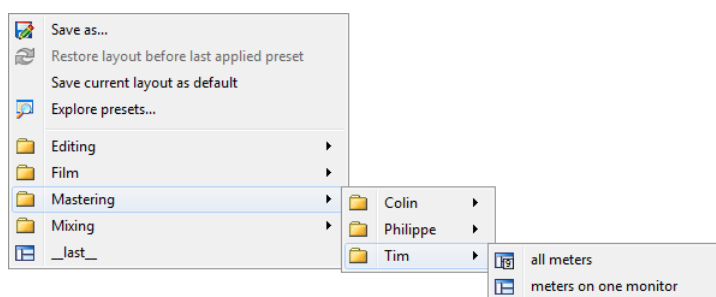 Save as...
Restore layout before last applied preset
Save current layout as default
Explore presets...
Editing
Film
Mastering
Mixing
__last__
Colin
Philippe
Tim
all meters
meters on one monitor